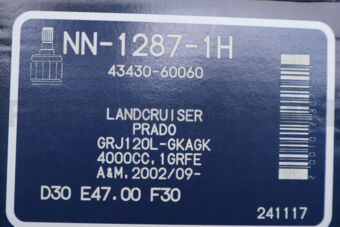 NN-1287-1H
43430-60060
LANDCRUISER
PRADO
GRJ120L-GKAGK
4000CC,1GRFE
A&M,2002/09-
D30 E47.00 F30
241117